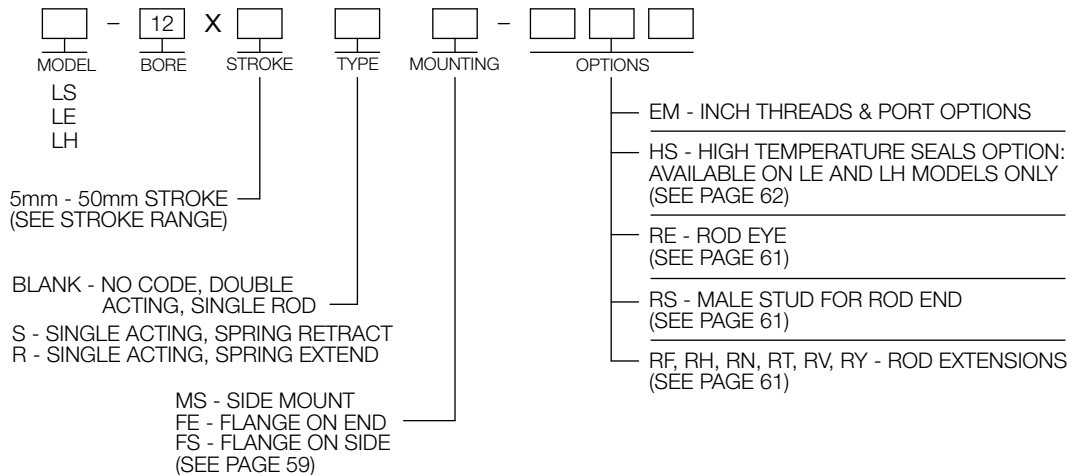 – 12 X –
MODEL BORE STROKE TYPE MOUNTING OPTIONS
LS
LE
LH
5mm - 50mm STROKE
(SEE STROKE RANGE)
BLANK - NO CODE, DOUBLE
ACTING, SINGLE ROD
S - SINGLE ACTING, SPRING RETRACT
R - SINGLE ACTING, SPRING EXTEND
MS - SIDE MOUNT
FE - FLANGE ON END
FS - FLANGE ON SIDE
(SEE PAGE 59)
EM - INCH THREADS & PORT OPTIONS
HS - HIGH TEMPERATURE SEALS OPTION:
AVAILABLE ON LE AND LH MODELS ONLY
(SEE PAGE 62)
RE - ROD EYE
(SEE PAGE 61)
RS - MALE STUD FOR ROD END
(SEE PAGE 61)
RF, RH, RN, RT, RV, RY - ROD EXTENSIONS
(SEE PAGE 61)